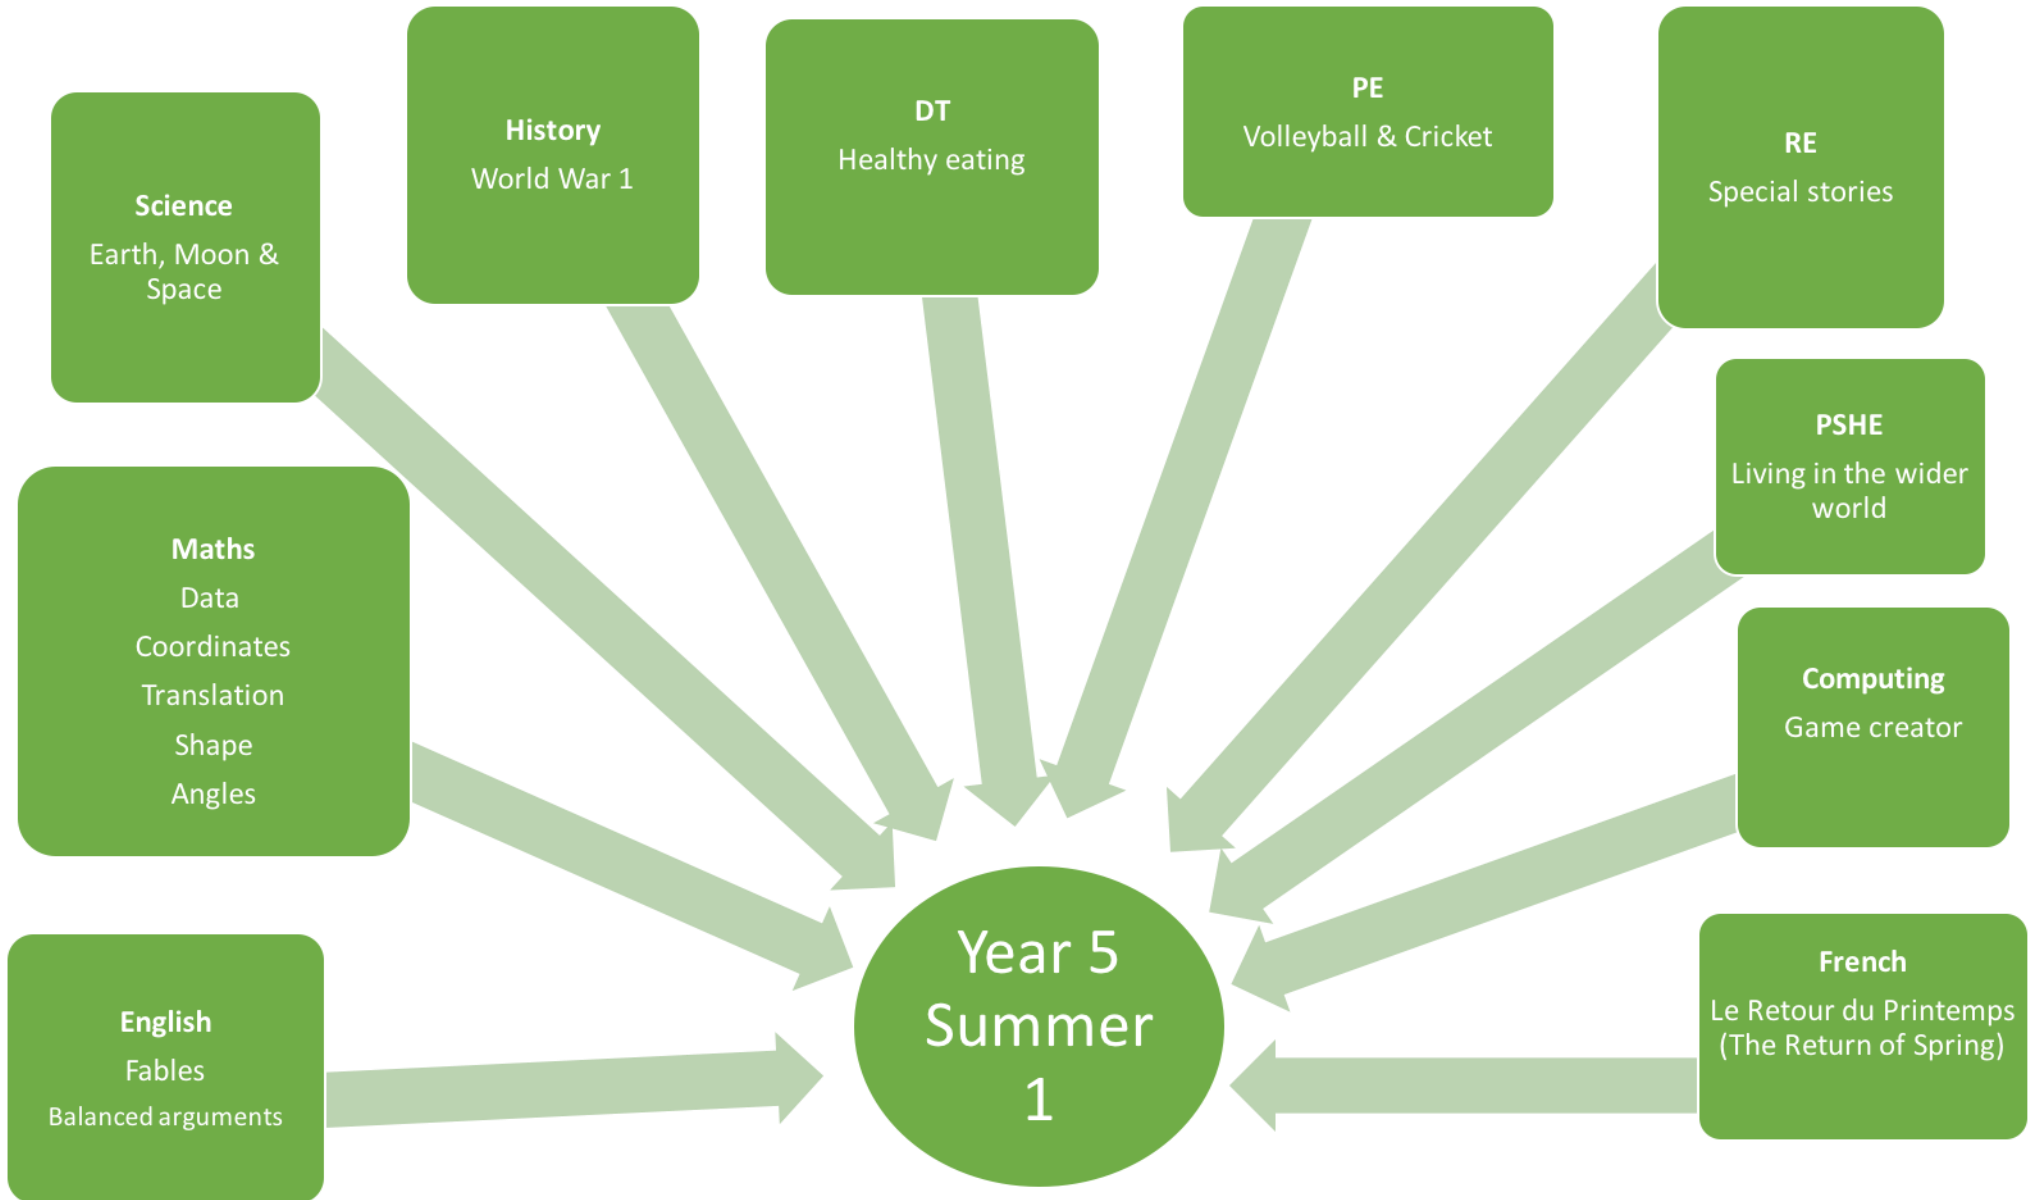 Science
Earth, Moon &
Space
History
World War 1
DT
Healthy eating
PE
Volleyball & Cricket
RE
Special stories
PSHE
Living in the wider
world
Maths
Data
Coordinates
Translation
Shape
Angles
Computing
Game creator
English
Fables
Balanced arguments
Year 5
Summer
1
French
Le Retour du Printemps
(The Return of Spring)